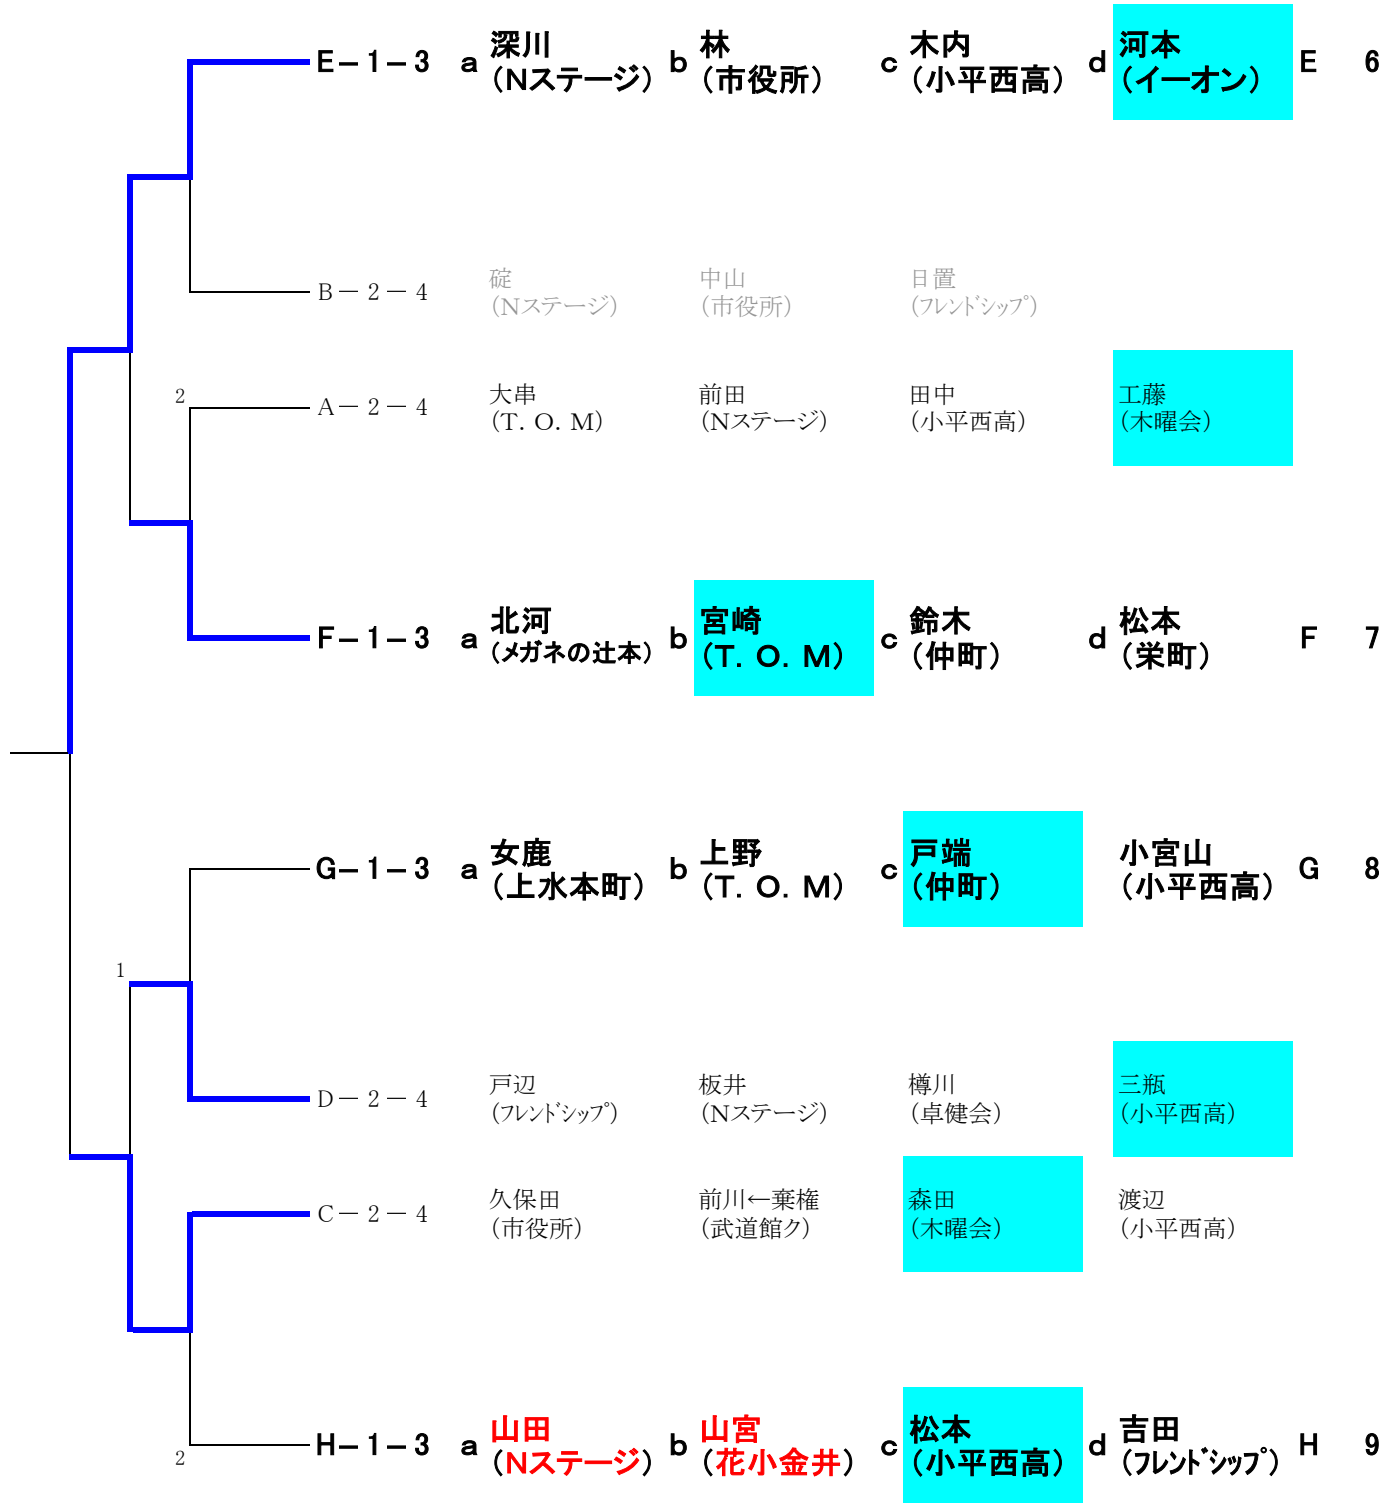 E－1－3 a 深川 b 林 c 木内 d 河本 E 6
（Nステージ） （市役所） （小平西高） （イーオン）
B－2－4 碇 中山 日置
（Nステージ） （市役所） （ﾌﾚﾝﾄﾞｼｯﾌﾟ）
2 A－2－4 大串 前田 田中 工藤
（T．O．M） （Nステージ） （小平西高） （木曜会）
F－1－3 a 北河 b 宮崎 c 鈴木 d 松本 F 7
（メガネの辻本） （T．O．M） （仲町） （栄町）
G－1－3 a 女鹿 b 上野 c 戸端 小宮山 G 8
（上水本町） （T．O．M） （仲町） （小平西高）
1
D－2－4 戸辺 板井 樽川 三瓶
（ﾌﾚﾝﾄﾞｼｯﾌﾟ） （Nステージ） （卓健会） （小平西高）
C－2－4 久保田 前川←棄権 森田 渡辺
（市役所） （武道館ク） （木曜会） （小平西高）
2 H－1－3 a 山田 b 山宮 c 松本 d 吉田 H 9
（Nステージ） （花小金井） （小平西高） （ﾌﾚﾝﾄﾞｼｯﾌﾟ）